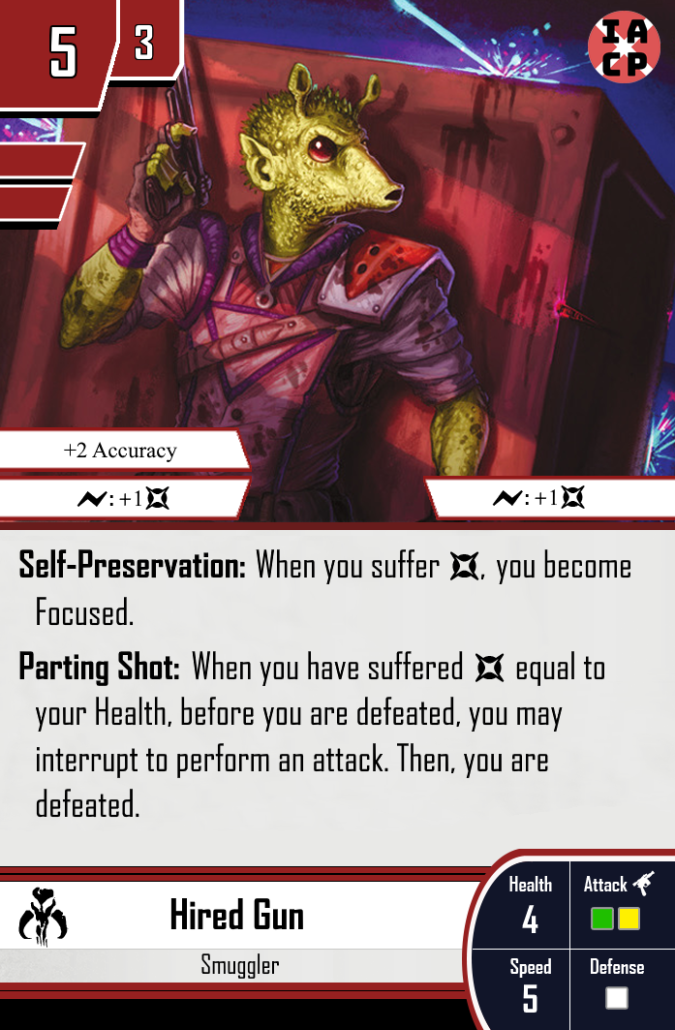 5
3
IA
CP
+2 Accuracy
: +1
: +1
Self-Preservation: When you suffer , you become
Focused.
Parting Shot: When you have suffered equal to
your Health, before you are defeated, you may
interrupt to perform an attack. Then, you are
defeated.
Hired Gun
Smuggler
Health
4
Attack
Speed
5
Defense